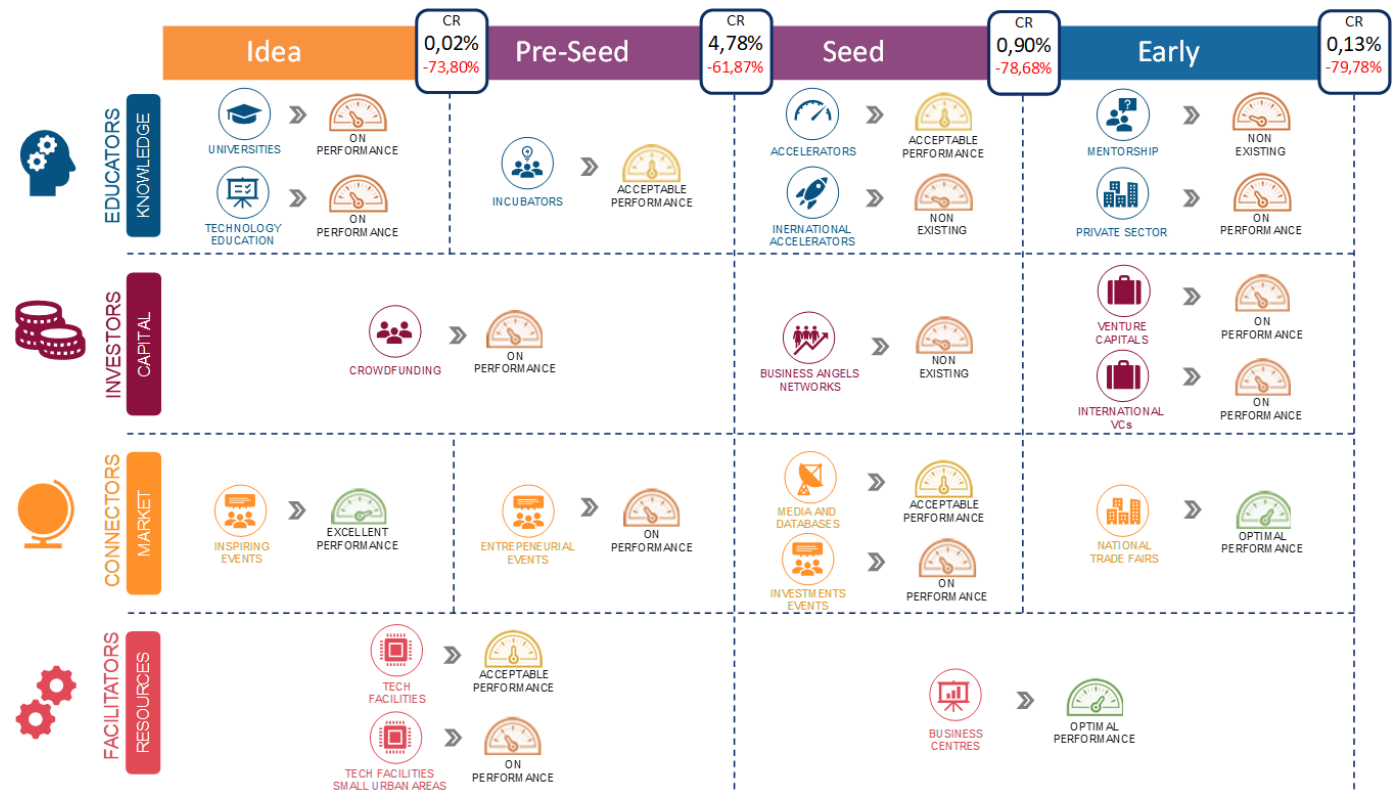 CR
0,02%
-73,80%
CR
4,78%
-61,87%
CR
0,90%
-78,68%
CR
0,13%
-79,78%
Idea
Pre-Seed
Seed
Early
EDUCATORS
KNOWLEDGE
UNIVERSITIES
ON
PERFORMANCE
TECHNOLOGY
EDUCATION
ON
PERFORMANCE
INCUBATORS
ACCEPTABLE
PERFORMANCE
ACCELERATORS
ACCEPTABLE
PERFORMANCE
INERNATIONAL
ACCELERATORS
NON
EXISTING
MENTORSHIP
NON
EXISTING
PRIVATE SECTOR
ON
PERFORMANCE
INVESTORS
CAPITAL
CROWDFUNDING
ON
PERFORMANCE
BUSINESS ANGELS
NETWORKS
NON
EXISTING
VENTURE
CAPITALS
ON
PERFORMANCE
INTERNATIONAL
VCs
ON
PERFORMANCE
CONNECTORS
MARKET
INSPIRING
EVENTS
EXCELLENT
PERFORMANCE
ENTREPENEURIAL
EVENTS
ON
PERFORMANCE
MEDIA AND
DATABASES
ACCEPTABLE
PERFORMANCE
INVESTMENTS
EVENTS
ON
PERFORMANCE
NATIONAL
TRADE FAIRS
OPTIMAL
PERFORMANCE
FACILITATORS
RESOURCES
TECH
FACILITIES
ACCEPTABLE
PERFORMANCE
TECH FACILITIES
SMALL URBAN AREAS
ON
PERFORMANCE
BUSINESS
CENTRES
OPTIMAL
PERFORMANCE